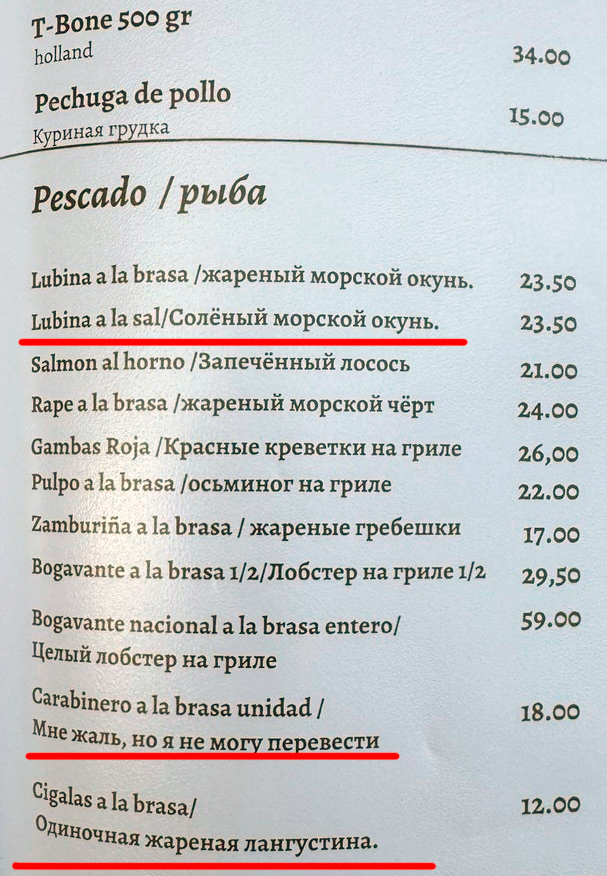 T-Bone 500 gr
holland
34.00
Pechuga de pollo
15.00
Куриная грудка
Pescado / рыба
Lubina a la brasa /жареный морской окунь. 23.50
Lubina a la sal/Солёный морской окунь. 23.50
Salmon al horno /Запечённый лосось 21.00
Rape a la brasa /жареный морской чёрт 24.00
Gambas Roja /Красные креветки на гриле 26,00
Pulpo a la brasa /осьминог на гриле 22.00
Zamburiña a la brasa / жареные гребешки 17.00
Bogavante a la brasa 1/2/Лобстер на гриле 1/2 29,50
Bogavante nacional a la brasa entero/ 59.00
Целый лобстер на гриле
Carabinero a la brasa unidad / 18.00
Мне жаль, но я не могу перевести
Cigalas a la brasa/ 12.00
Одиночная жареная лангустина.